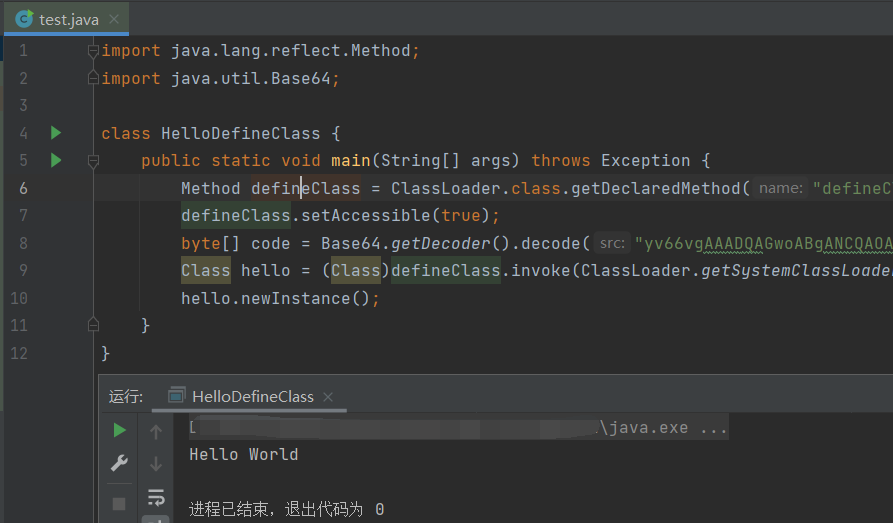 test.java
1 import java.lang.reflect.Method;
2 import java.util.Base64;
3
4 class HelloDefineClass {
5 public static void main(String[] args) throws Exception {
6 Method defineClass = ClassLoader.class.getDeclaredMethod( name: "defineC
7 defineClass.setAccessible(true);
8 byte[] code = Base64.getDecoder().decode( src: "yv66vgAAADQAGwoABgANCQAOA
9 Class hello = (Class)defineClass.invoke(ClassLoader.getSystemClassLoade
10 hello.newInstance();
11 }
12 }
运行: HelloDefineClass
\java.exe ...
Hello World
进程已结束，退出代码为 0